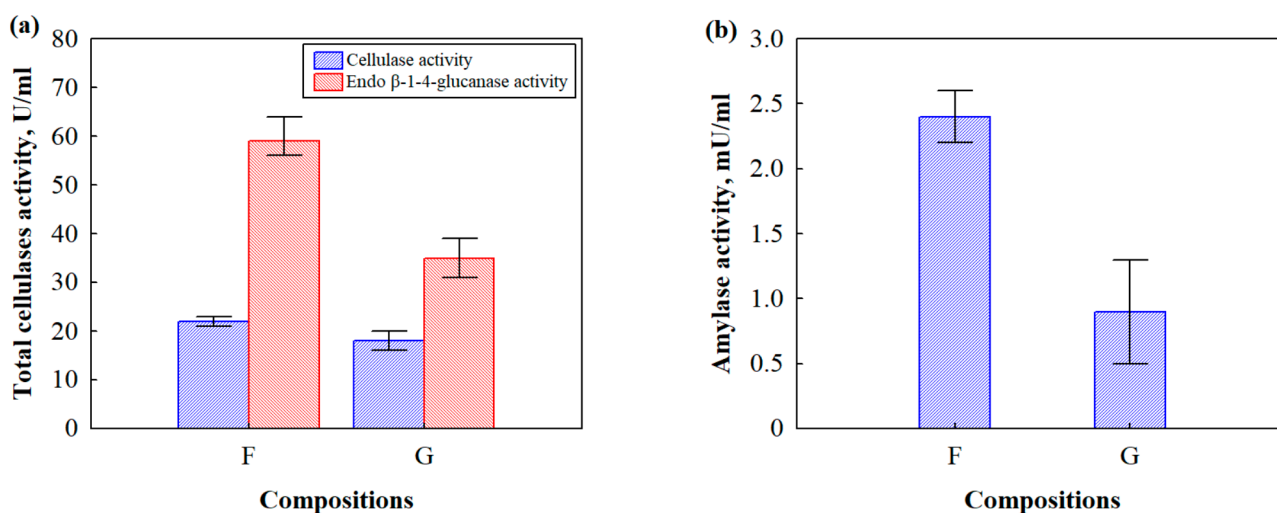 (a)
Total cellulases activity, U/ml
80
70
60
50
40
30
20
10
0
Cellulase activity
Endo β-1-4-glucanase activity
F
G
Compositions
(b)
Amylase activity, mU/ml
3.0
2.5
2.0
1.5
1.0
0.5
0
F
G
Compositions